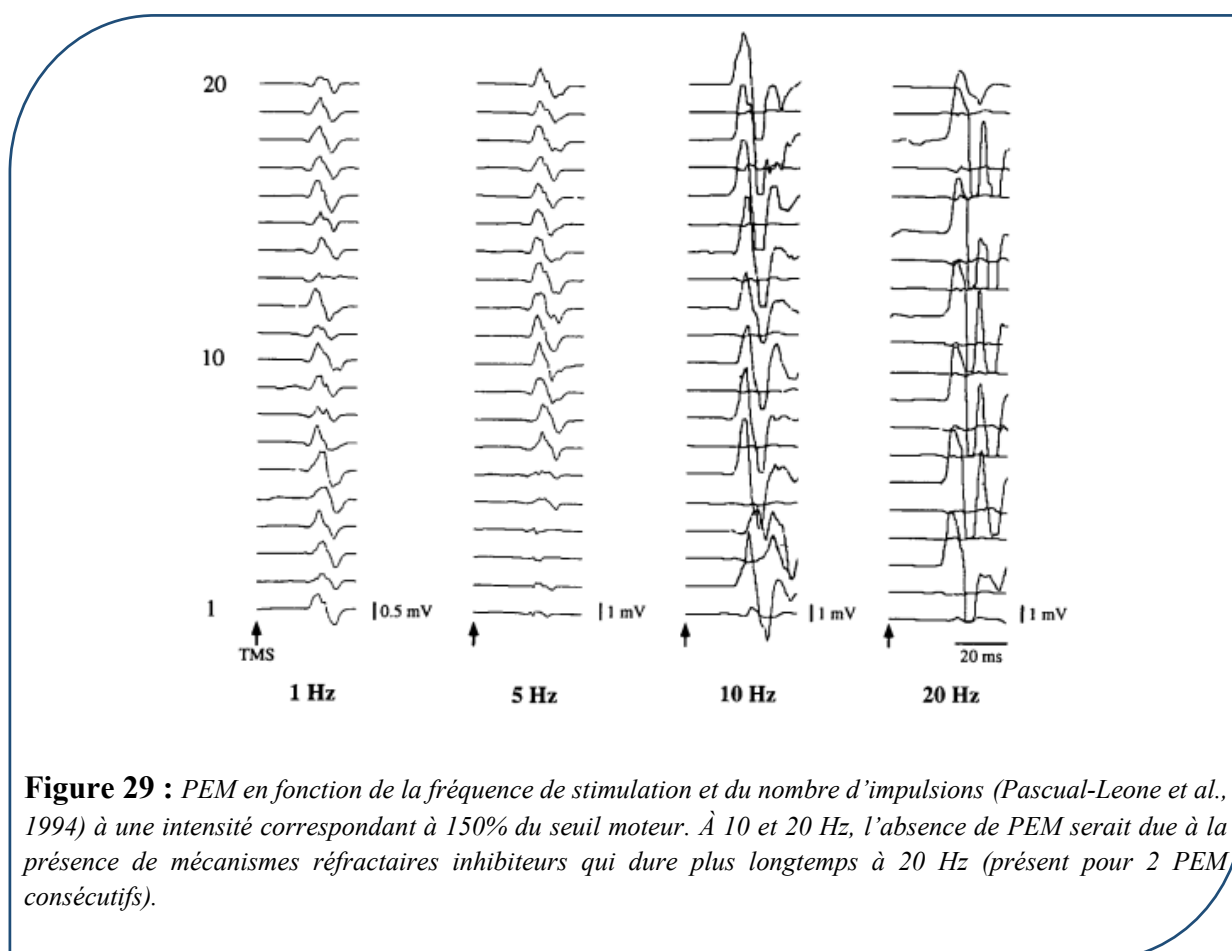 20
10
1
0.5 mV
1 mV
1 mV
1 mV
TMS
20 ms
1 Hz
5 Hz
10 Hz
20 Hz
Figure 29 : PEM en fonction de la fréquence de stimulation et du nombre d’impulsions (Pascual-Leone et al.,
1994) à une intensité correspondant à 150% du seuil moteur. À 10 et 20 Hz, l’absence de PEM serait due à la
présence de mécanismes réfractaires inhibiteurs qui dure plus longtemps à 20 Hz (présent pour 2 PEM
consécutifs).